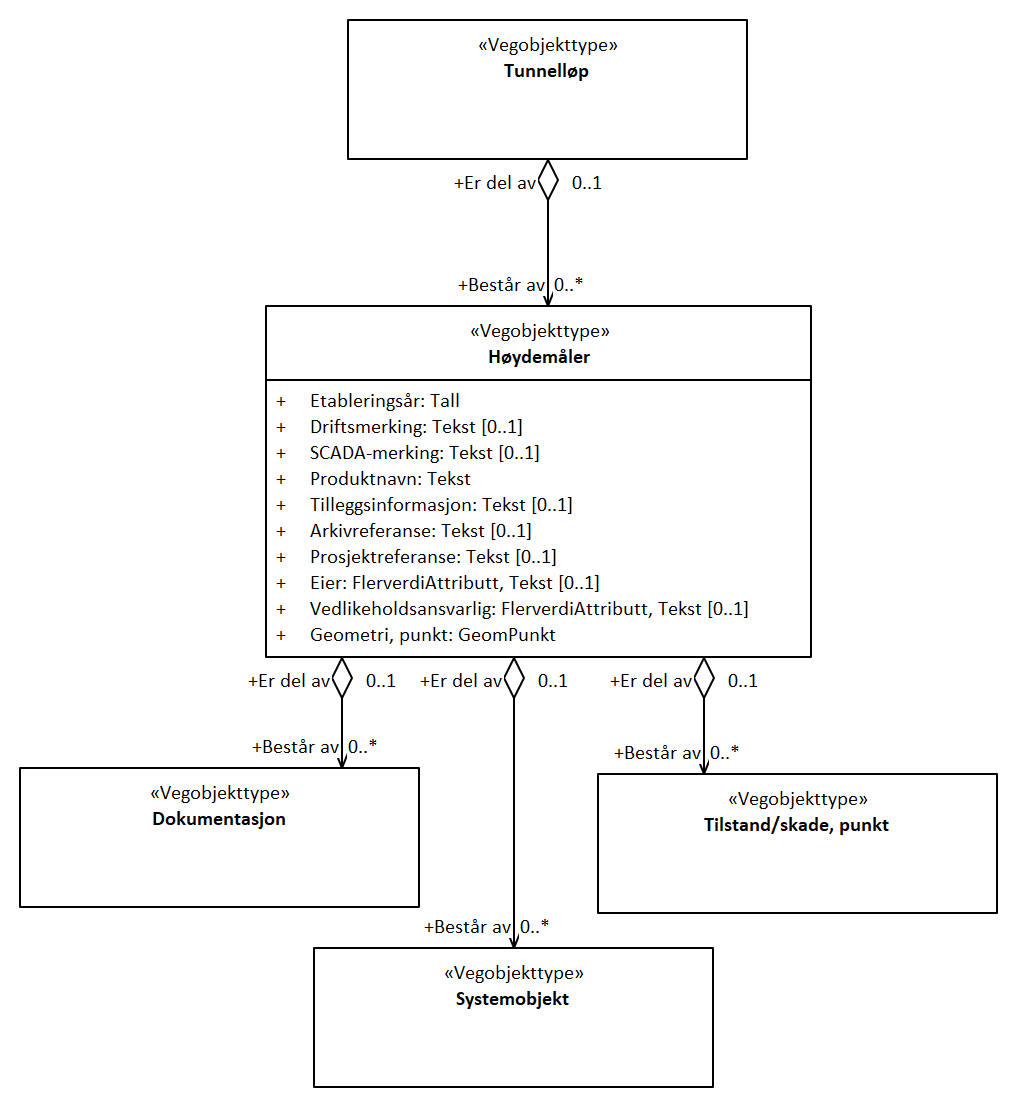 «Vegobjekttype»
Tunnelløp
+Er del av 0..1
+Består av 0..*
«Vegobjekttype»
Høydemåler
+ Etableringsår: Tall
+ Driftsmerking: Tekst [0..1]
+ SCADA-merking: Tekst [0..1]
+ Produktnavn: Tekst
+ Tilleggsinformasjon: Tekst [0..1]
+ Arkivreferanse: Tekst [0..1]
+ Prosjektreferanse: Tekst [0..1]
+ Eier: FlerverdiAttributt, Tekst [0..1]
+ Vedlikeholdsansvarlig: FlerverdiAttributt, Tekst [0..1]
+ Geometri, punkt: GeomPunkt
+Er del av 0..1 +Er del av 0..1 +Er del av 0..1
+Består av 0..* +Består av 0..*
«Vegobjekttype»
Dokumentasjon
«Vegobjekttype»
Tilstand/skade, punkt
+Består av 0..*
«Vegobjekttype»
Systemobjekt